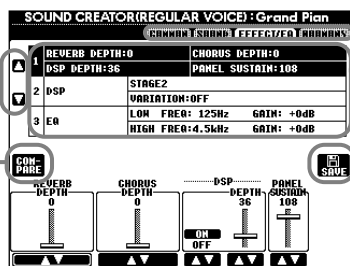 SOUND CREATOR(REGULAR VOICE) : Grand Pian
COMMON SOUND EFFECT/EQ HARMONY
1 REVERB DEPTH:0 CHORUS DEPTH:0
DSP DEPTH:36 PANEL SUSTAIN:108
2 DSP STAGE2
VARIATION:OFF
3 EQ LOW FREQ: 125Hz GAIN: +0dB
HIGH FREQ:4.5kHz GAIN: +0dB
COM-
PARE
SAVE
REVERB DEPTH 0
CHORUS DEPTH 0
DSP
ON
OFF
DEPTH 36
PANEL SUSTAIN 108